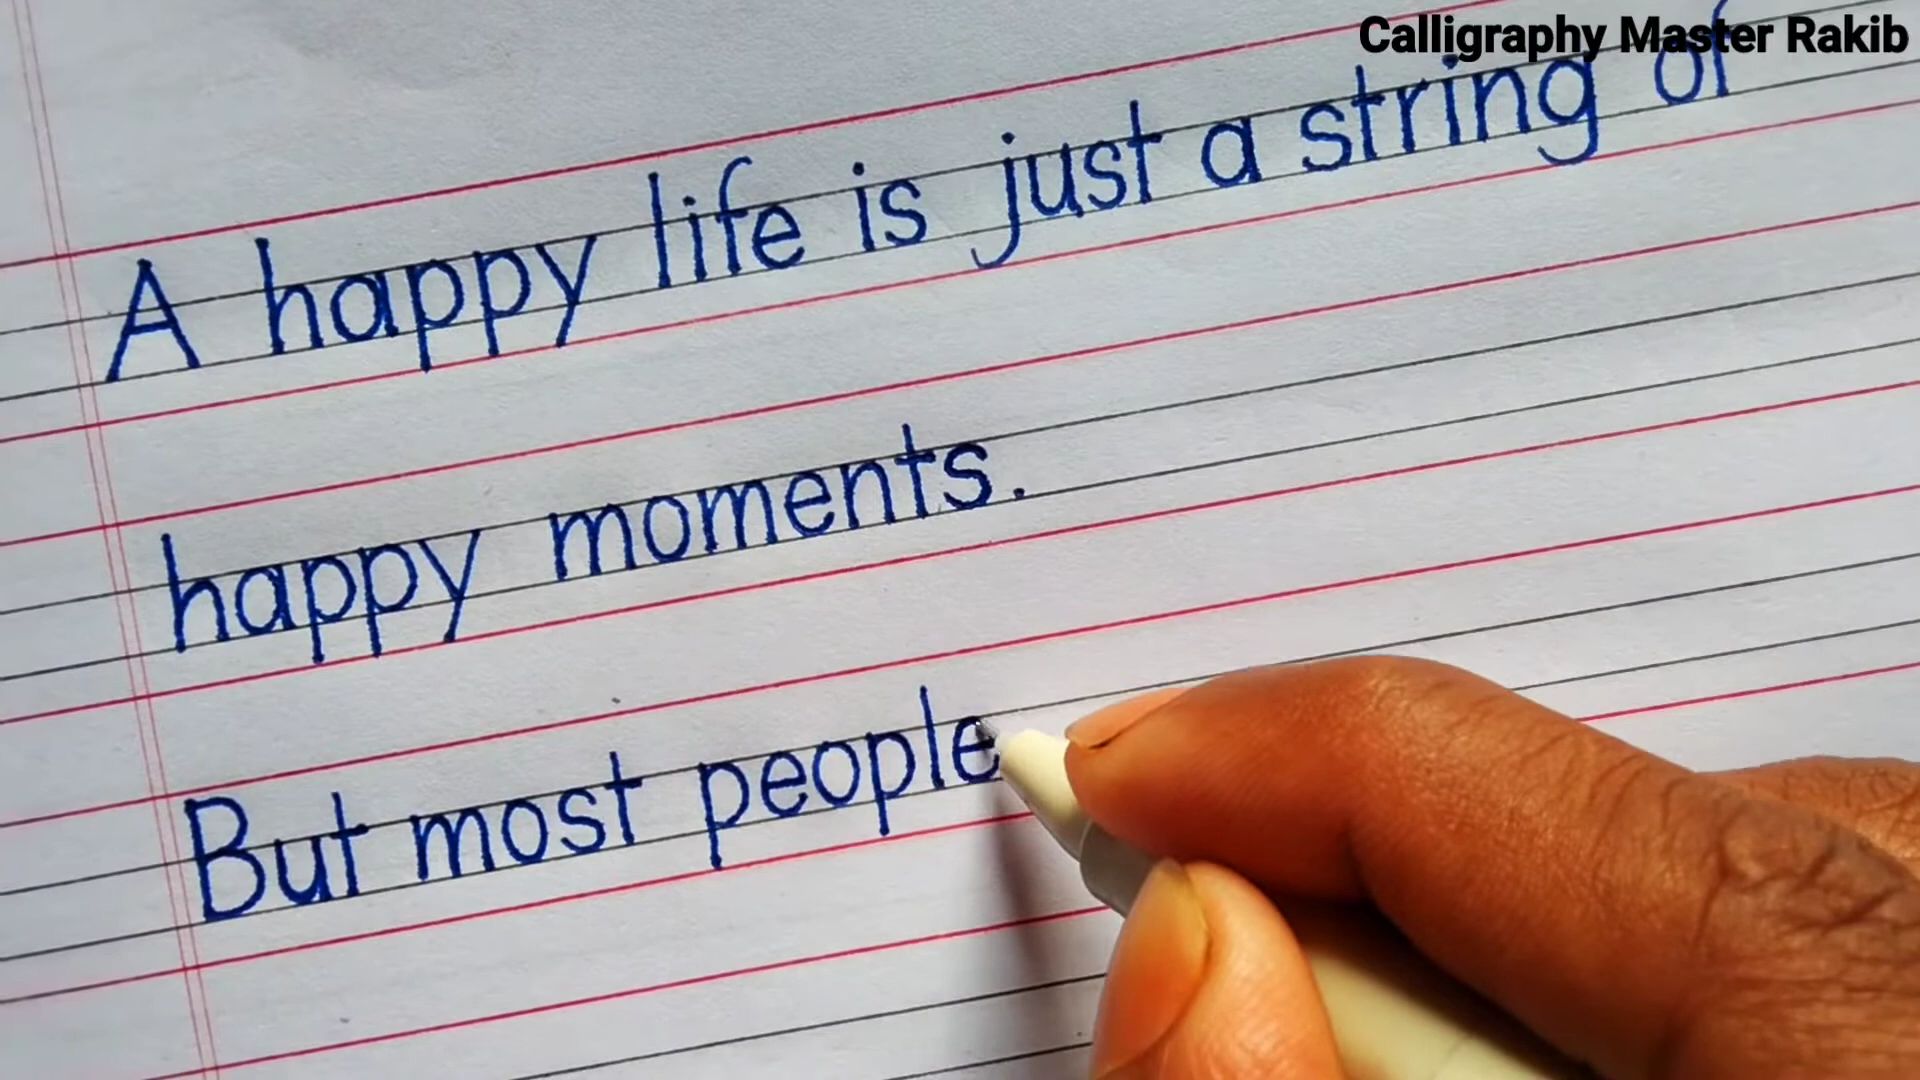 Calligraphy Master Rakib
A happy life is just a string of
happy moments.
But most people